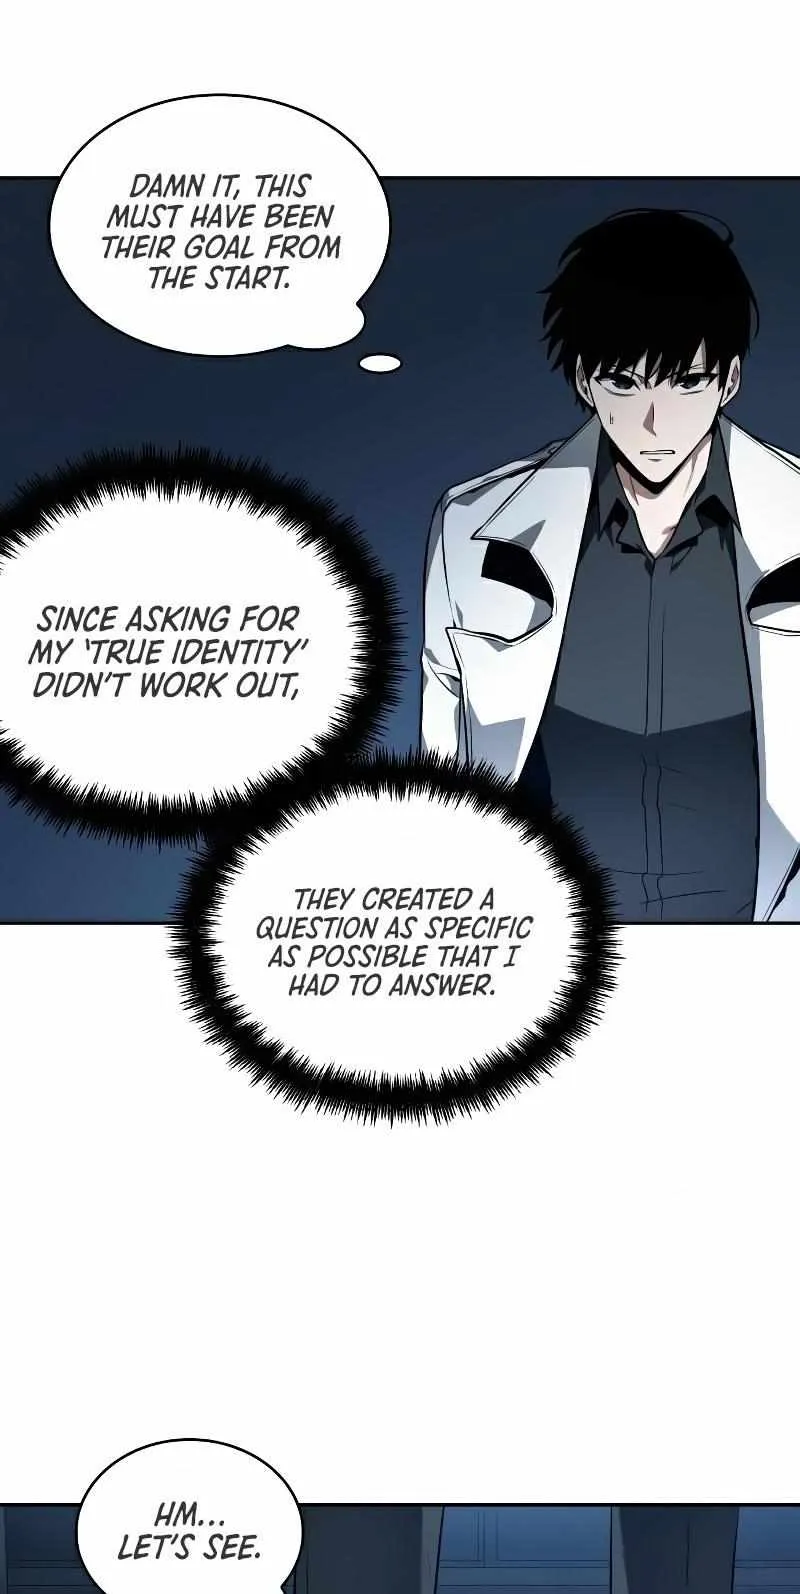 DAMN IT, THIS
MUST HAVE BEEN
THEIR GOAL FROM
THE START.
SINCE ASKING FOR
MY 'TRUE IDENTITY'
DIDN'T WORK OUT,
THEY CREATED A
QUESTION AS SPECIFIC
AS POSSIBLE THAT I
HAD TO ANSWER.
HM...
LET'S SEE.